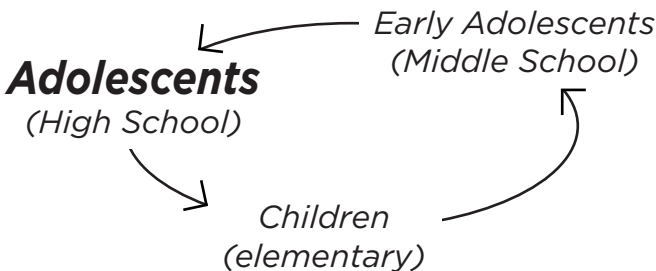 Early Adolescents
(Middle School)
Adolescents
(High School)
Children
(elementary)